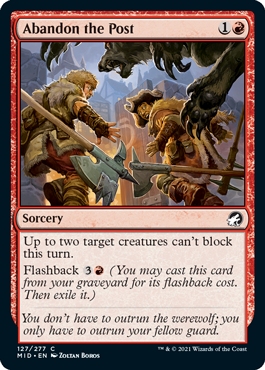 Abandon the Post 1
Sorcery
Up to two target creatures can't block
this turn.
Flashback 3 (You may cast this card
from your graveyard for its flashback cost.
Then exile it.)
You don't have to outrun the werewolf; you
only have to outrun your fellow guard.
127/277 C
MID • EN ZOLTAN BOROS
™ & © 2021 Wizards of the Coast